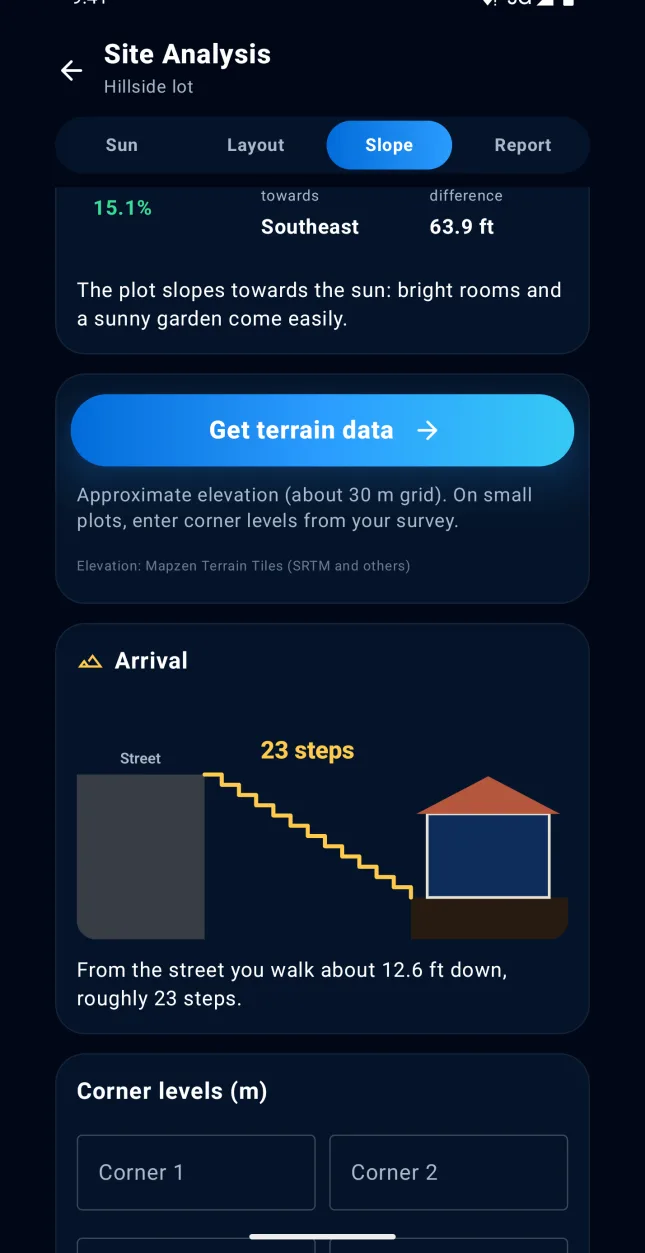 Site Analysis
Hillside lot
Sun
Layout
Slope
Report
towards
difference
15.1%
Southeast
63.9 ft
The plot slopes towards the sun: bright rooms and
a sunny garden come easily.
Get terrain data
Approximate elevation (about 30 m grid). On small
plots, enter corner levels from your survey.
Elevation: Mapzen Terrain Tiles (SRTM and others)
Arrival
23 steps
Street
From the street you walk about 12.6 ft down,
roughly 23 steps.
Corner levels (m)
Corner 1
Corner 2